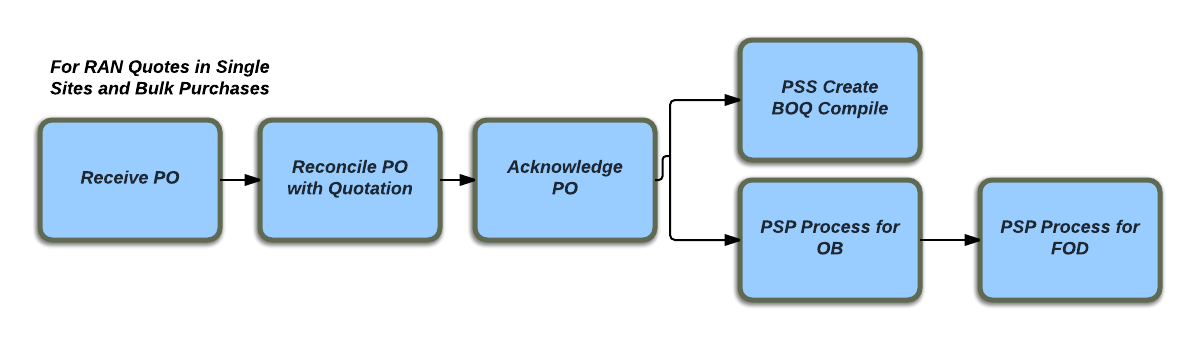 For RAN Quotes in Single
Sites and Bulk Purchases
Receive PO
Reconcile PO
with Quotation
Acknowledge
PO
PSS Create
BOQ Compile
PSP Process for
OB
PSP Process for
FOD